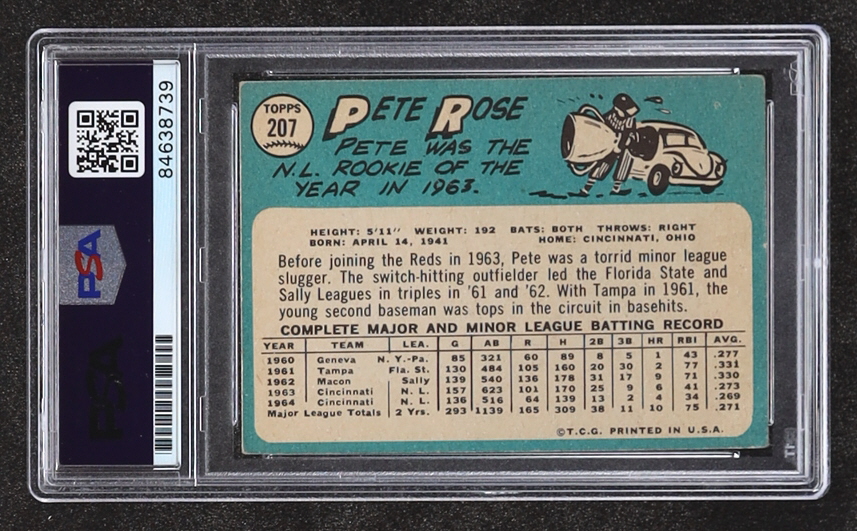 84638739
PSA
TOPPS
207
PETE ROSE
PETE WAS THE
N.L. ROOKIE OF THE
YEAR IN 1963.
HEIGHT: 5'11" WEIGHT: 192 BATS: BOTH THROWS: RIGHT
BORN: APRIL 14, 1941 HOME: CINCINNATI, OHIO
Before joining the Reds in 1963, Pete was a torrid minor league
slugger. The switch-hitting outfielder led the Florida State and
Sally Leagues in triples in '61 and '62. With Tampa in 1961, the
young second baseman was tops in the circuit in basehits.
COMPLETE MAJOR AND MINOR LEAGUE BATTING RECORD
YEAR TEAM LEA. G AB R H 2B 3B HR RBI AVG.
1960 Geneva N. Y.-Pa. 85 321 60 89 8 5 1 43 .277
1961 Tampa Fla. St. 130 484 105 160 20 30 2 77 .331
1962 Macon Sally 139 540 136 178 31 17 9 71 .330
1963 Cincinnati N. L. 157 623 101 170 25 9 6 41 .273
1964 Cincinnati N. L. 136 516 64 139 13 2 4 34 .269
Major League Totals 2 Yrs. 293 1139 165 309 38 11 10 75 .271
©T.C.G. PRINTED IN U.S.A.